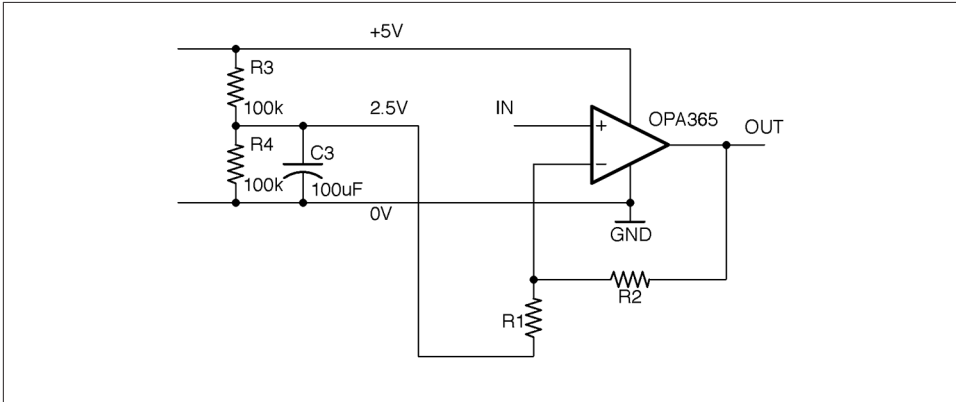 +5V
R3
100k
2.5V
IN
+
OPA365
OUT
R4
C3
100k
100uF
−
0V
GND
R2
R1